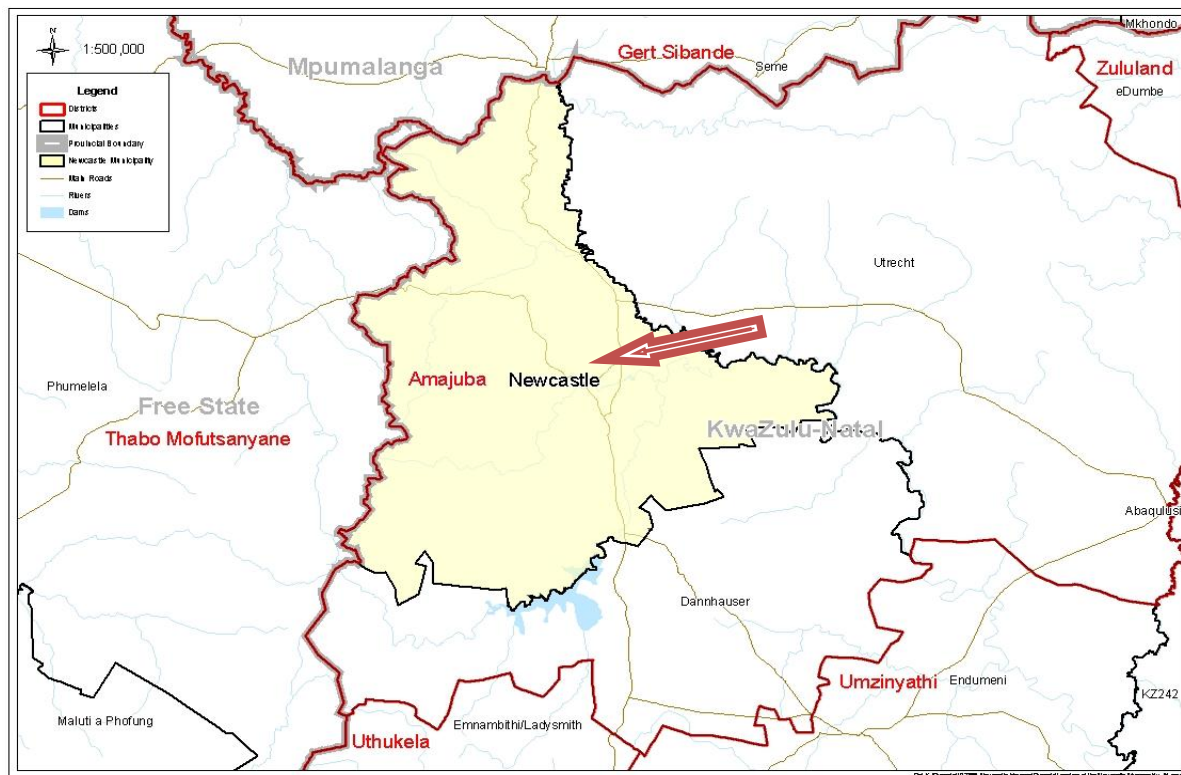 N
1:500,000
Legend
Districts
Municipalities
Provincial Boundary
Newcastle Municipality
Main Roads
Rivers
Dams
Mpumalanga
Gert Sibande
Seme
Mkhondo
Zululand
eDumbe
Utrecht
Phumelela
Free State
Thabo Mofutsanyane
Amajuba
Newcastle
KwaZulu-Natal
Abaqulusi
Dannhauser
Umzinyathi
Endumeni
KZ242
Maluti a Phofung
Uthukela
Emnambithi/Ladysmith